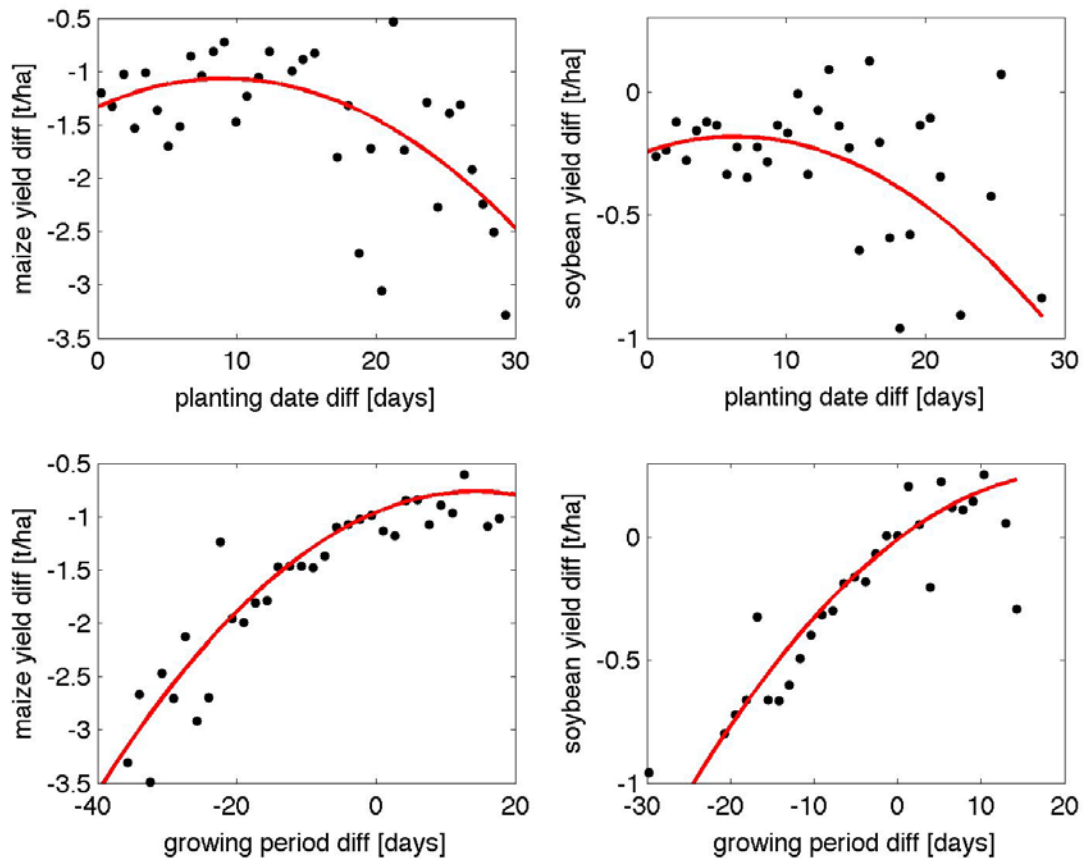 -0.5
-1
-1.5
-2
-2.5
-3
-3.5
0 10 20 30
maize yield diff [t/ha]
planting date diff [days]
0
-0.5
-1
0 10 20 30
soybean yield diff [t/ha]
planting date diff [days]
-0.5
-1
-1.5
-2
-2.5
-3
-3.5
-40 -20 0 20
maize yield diff [t/ha]
growing period diff [days]
0
-0.5
-1
-30 -20 -10 0 10 20
soybean yield diff [t/ha]
growing period diff [days]